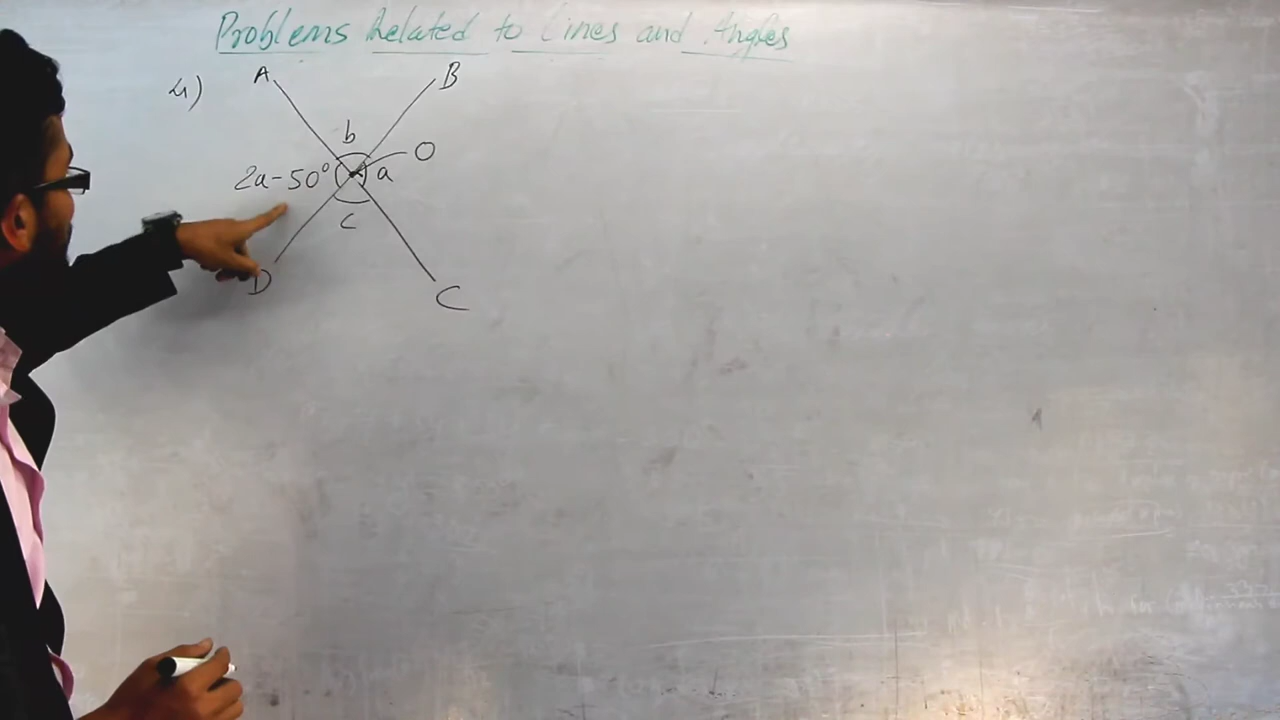 Problems Related to Lines and Angles
4)
A
B
b
O
2a-50°
a
c
D
C